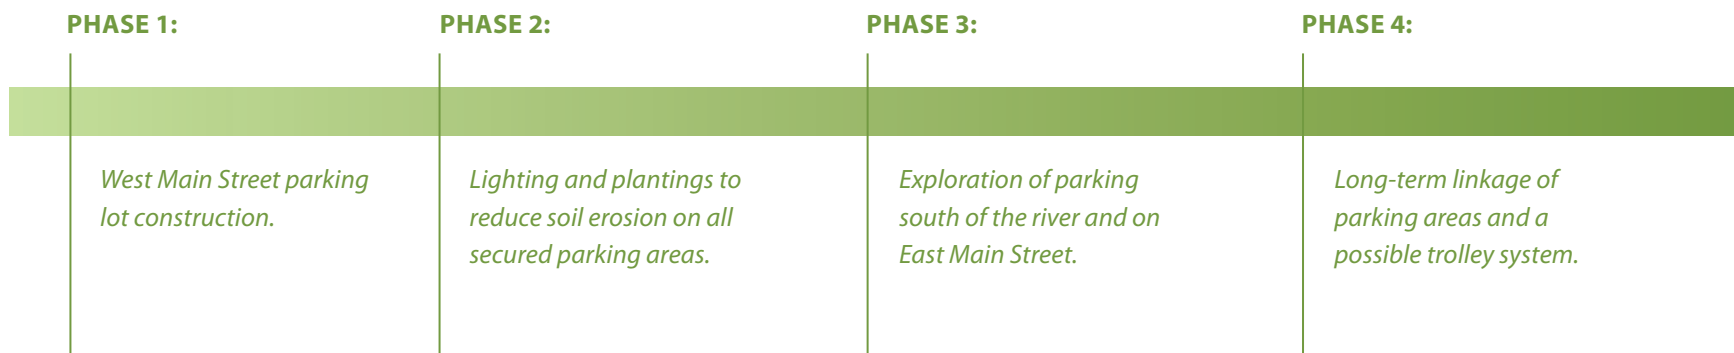 PHASE 1:
West Main Street parking
lot construction.
PHASE 2:
Lighting and plantings to
reduce soil erosion on all
secured parking areas.
PHASE 3:
Exploration of parking
south of the river and on
East Main Street.
PHASE 4:
Long-term linkage of
parking areas and a
possible trolley system.